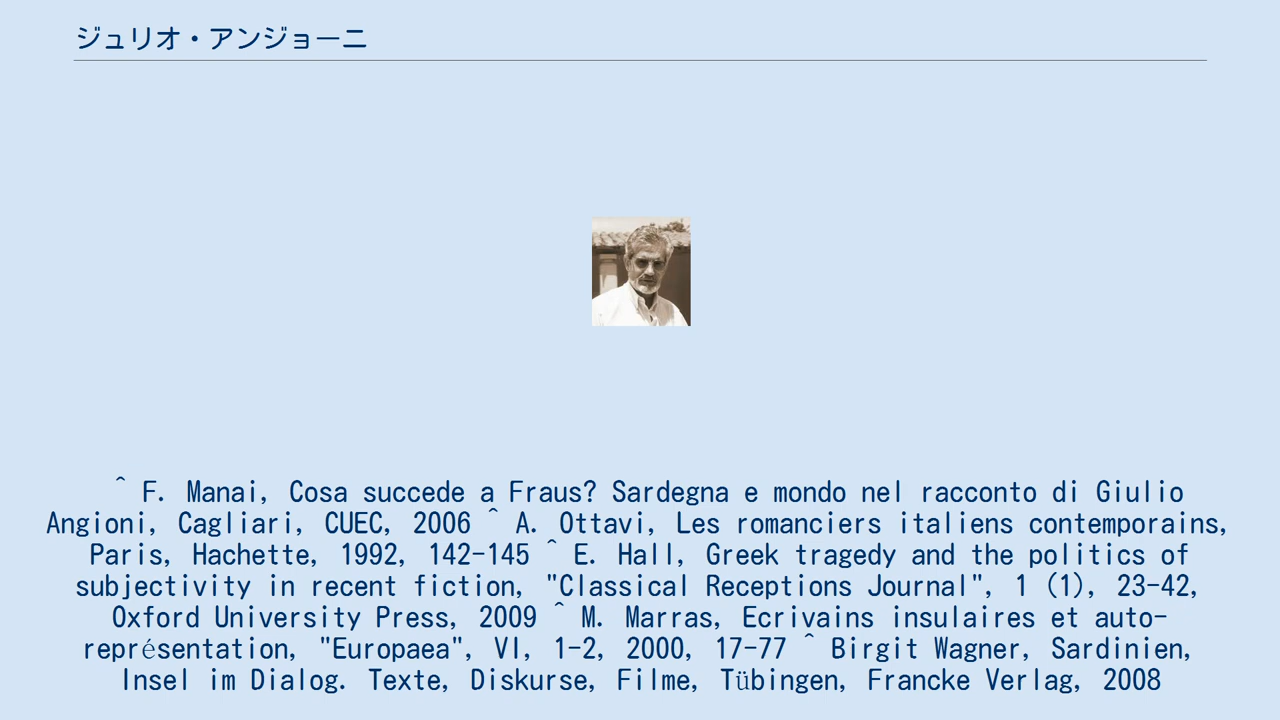 ジュリオ・アンジョーニ
^ F. Manai, Cosa succede a Fraus? Sardegna e mondo nel racconto di Giulio
Angioni, Cagliari, CUEC, 2006 ^ A. Ottavi, Les romanciers italiens contemporains,
Paris, Hachette, 1992, 142-145 ^ E. Hall, Greek tragedy and the politics of
subjectivity in recent fiction, "Classical Receptions Journal", 1 (1), 23-42,
Oxford University Press, 2009 ^ M. Marras, Ecrivains insulaires et auto-
représentation, "Europaea", VI, 1-2, 2000, 17-77 ^ Birgit Wagner, Sardinien,
Insel im Dialog. Texte, Diskurse, Filme, Tübingen, Francke Verlag, 2008